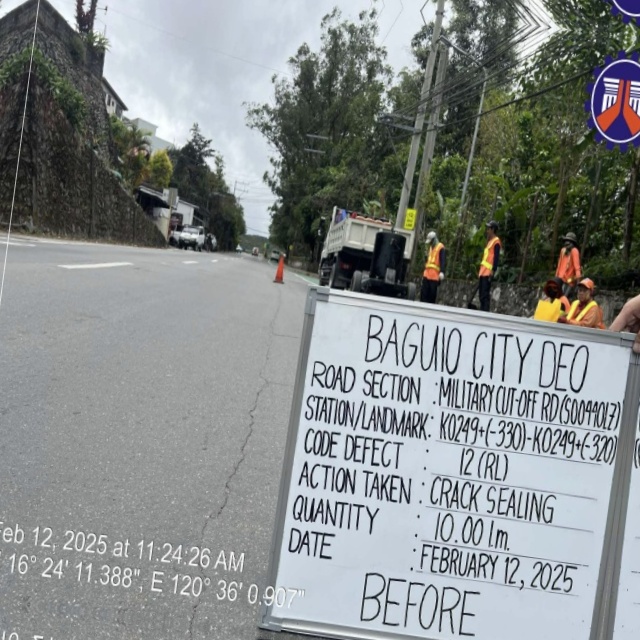 BAGUIO CITY DEO
ROAD SECTION : MILITARY CUT-OFF RD (S00440LZ)
STATION/LANDMARK : K0249+(-330)-K0249+(-320)
CODE DEFECT : 12 (RL)
ACTION TAKEN : CRACK SEALING
QUANTITY : 10.00 l.m.
DATE : FEBRUARY 12, 2025
BEFORE
Feb 12, 2025 at 11:24:26 AM
16° 24' 11.388", E 120° 36' 0.907"